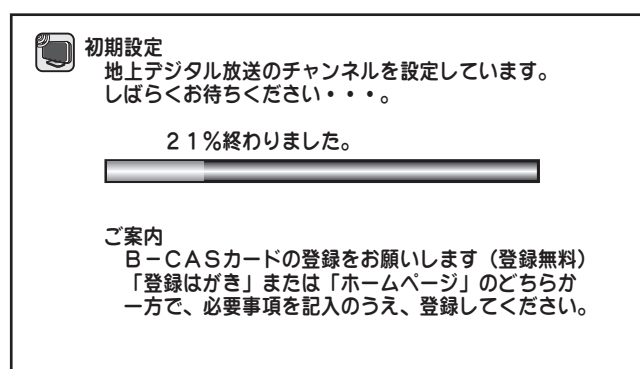 初期設定
地上デジタル放送のチャンネルを設定しています。
しばらくお待ちください・・・。
２１％終わりました。
ご案内
Ｂ－ＣＡＳカードの登録をお願いします（登録無料）
「登録はがき」または「ホームページ」のどちらか
一方で、必要事項を記入のうえ、登録してください。